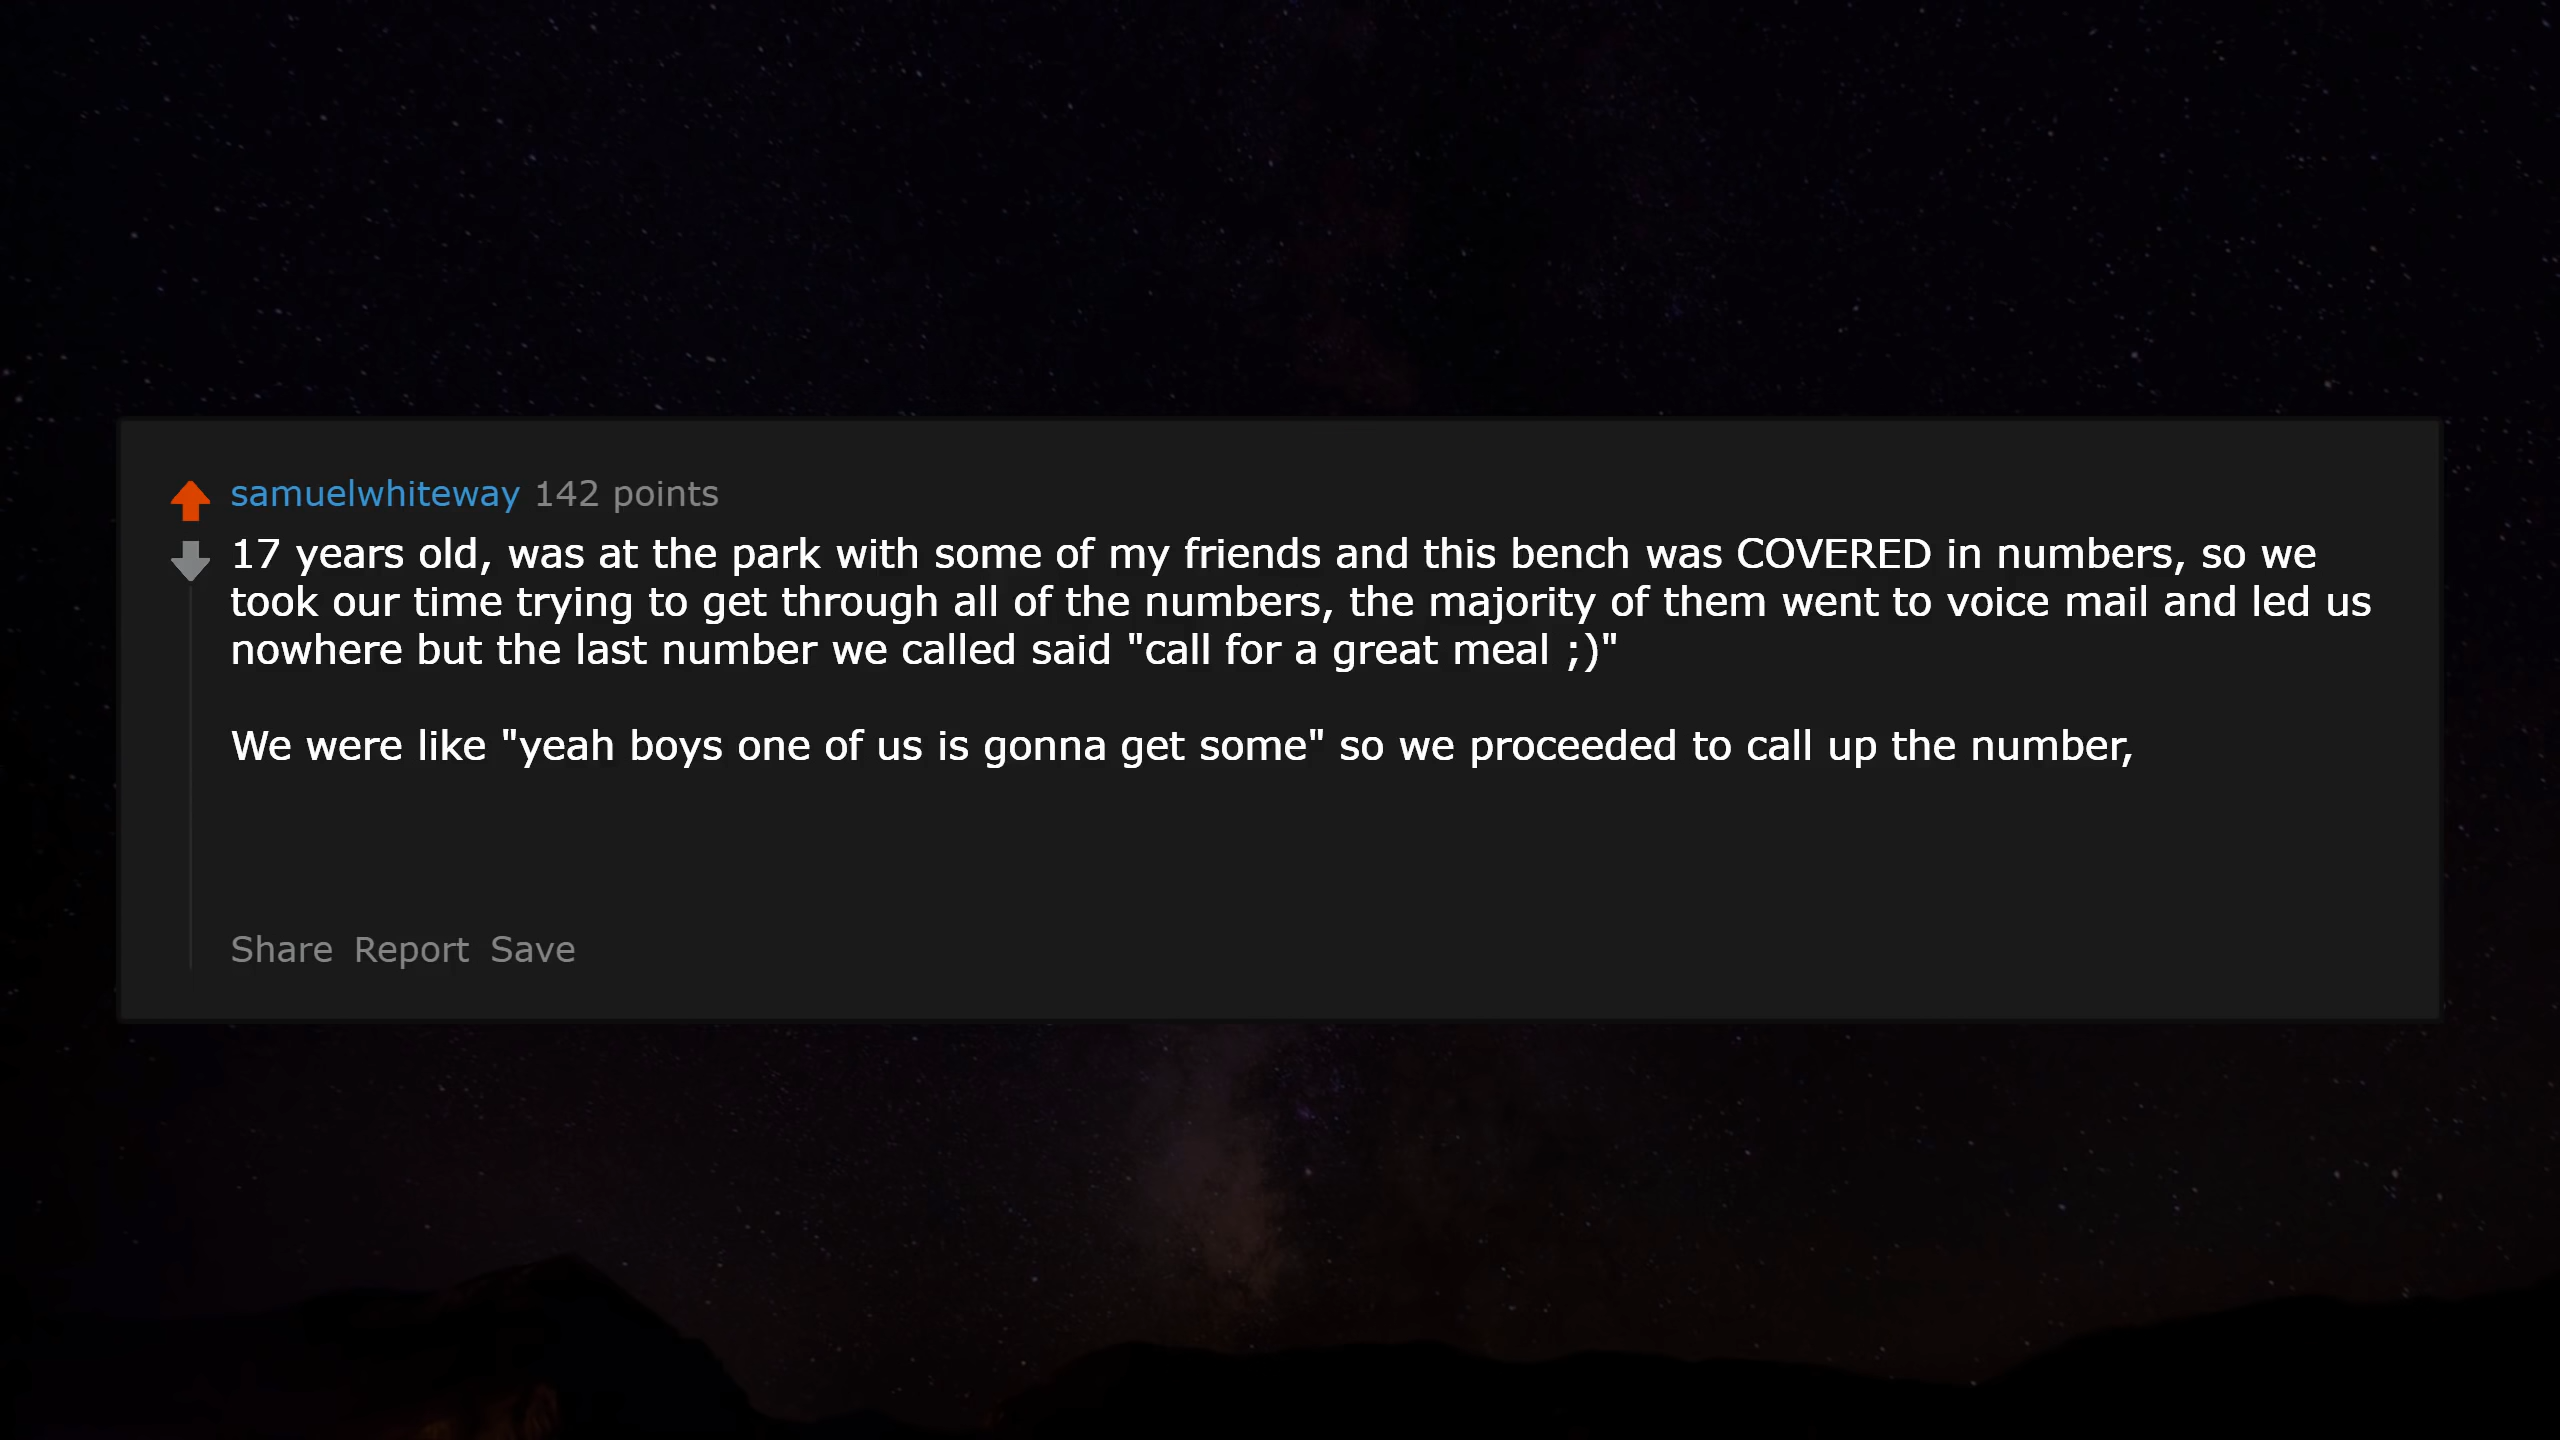 samuelwhiteway 142 points
17 years old, was at the park with some of my friends and this bench was COVERED in numbers, so we
took our time trying to get through all of the numbers, the majority of them went to voice mail and led us
nowhere but the last number we called said "call for a great meal ;)"
We were like "yeah boys one of us is gonna get some" so we proceeded to call up the number,
Share Report Save